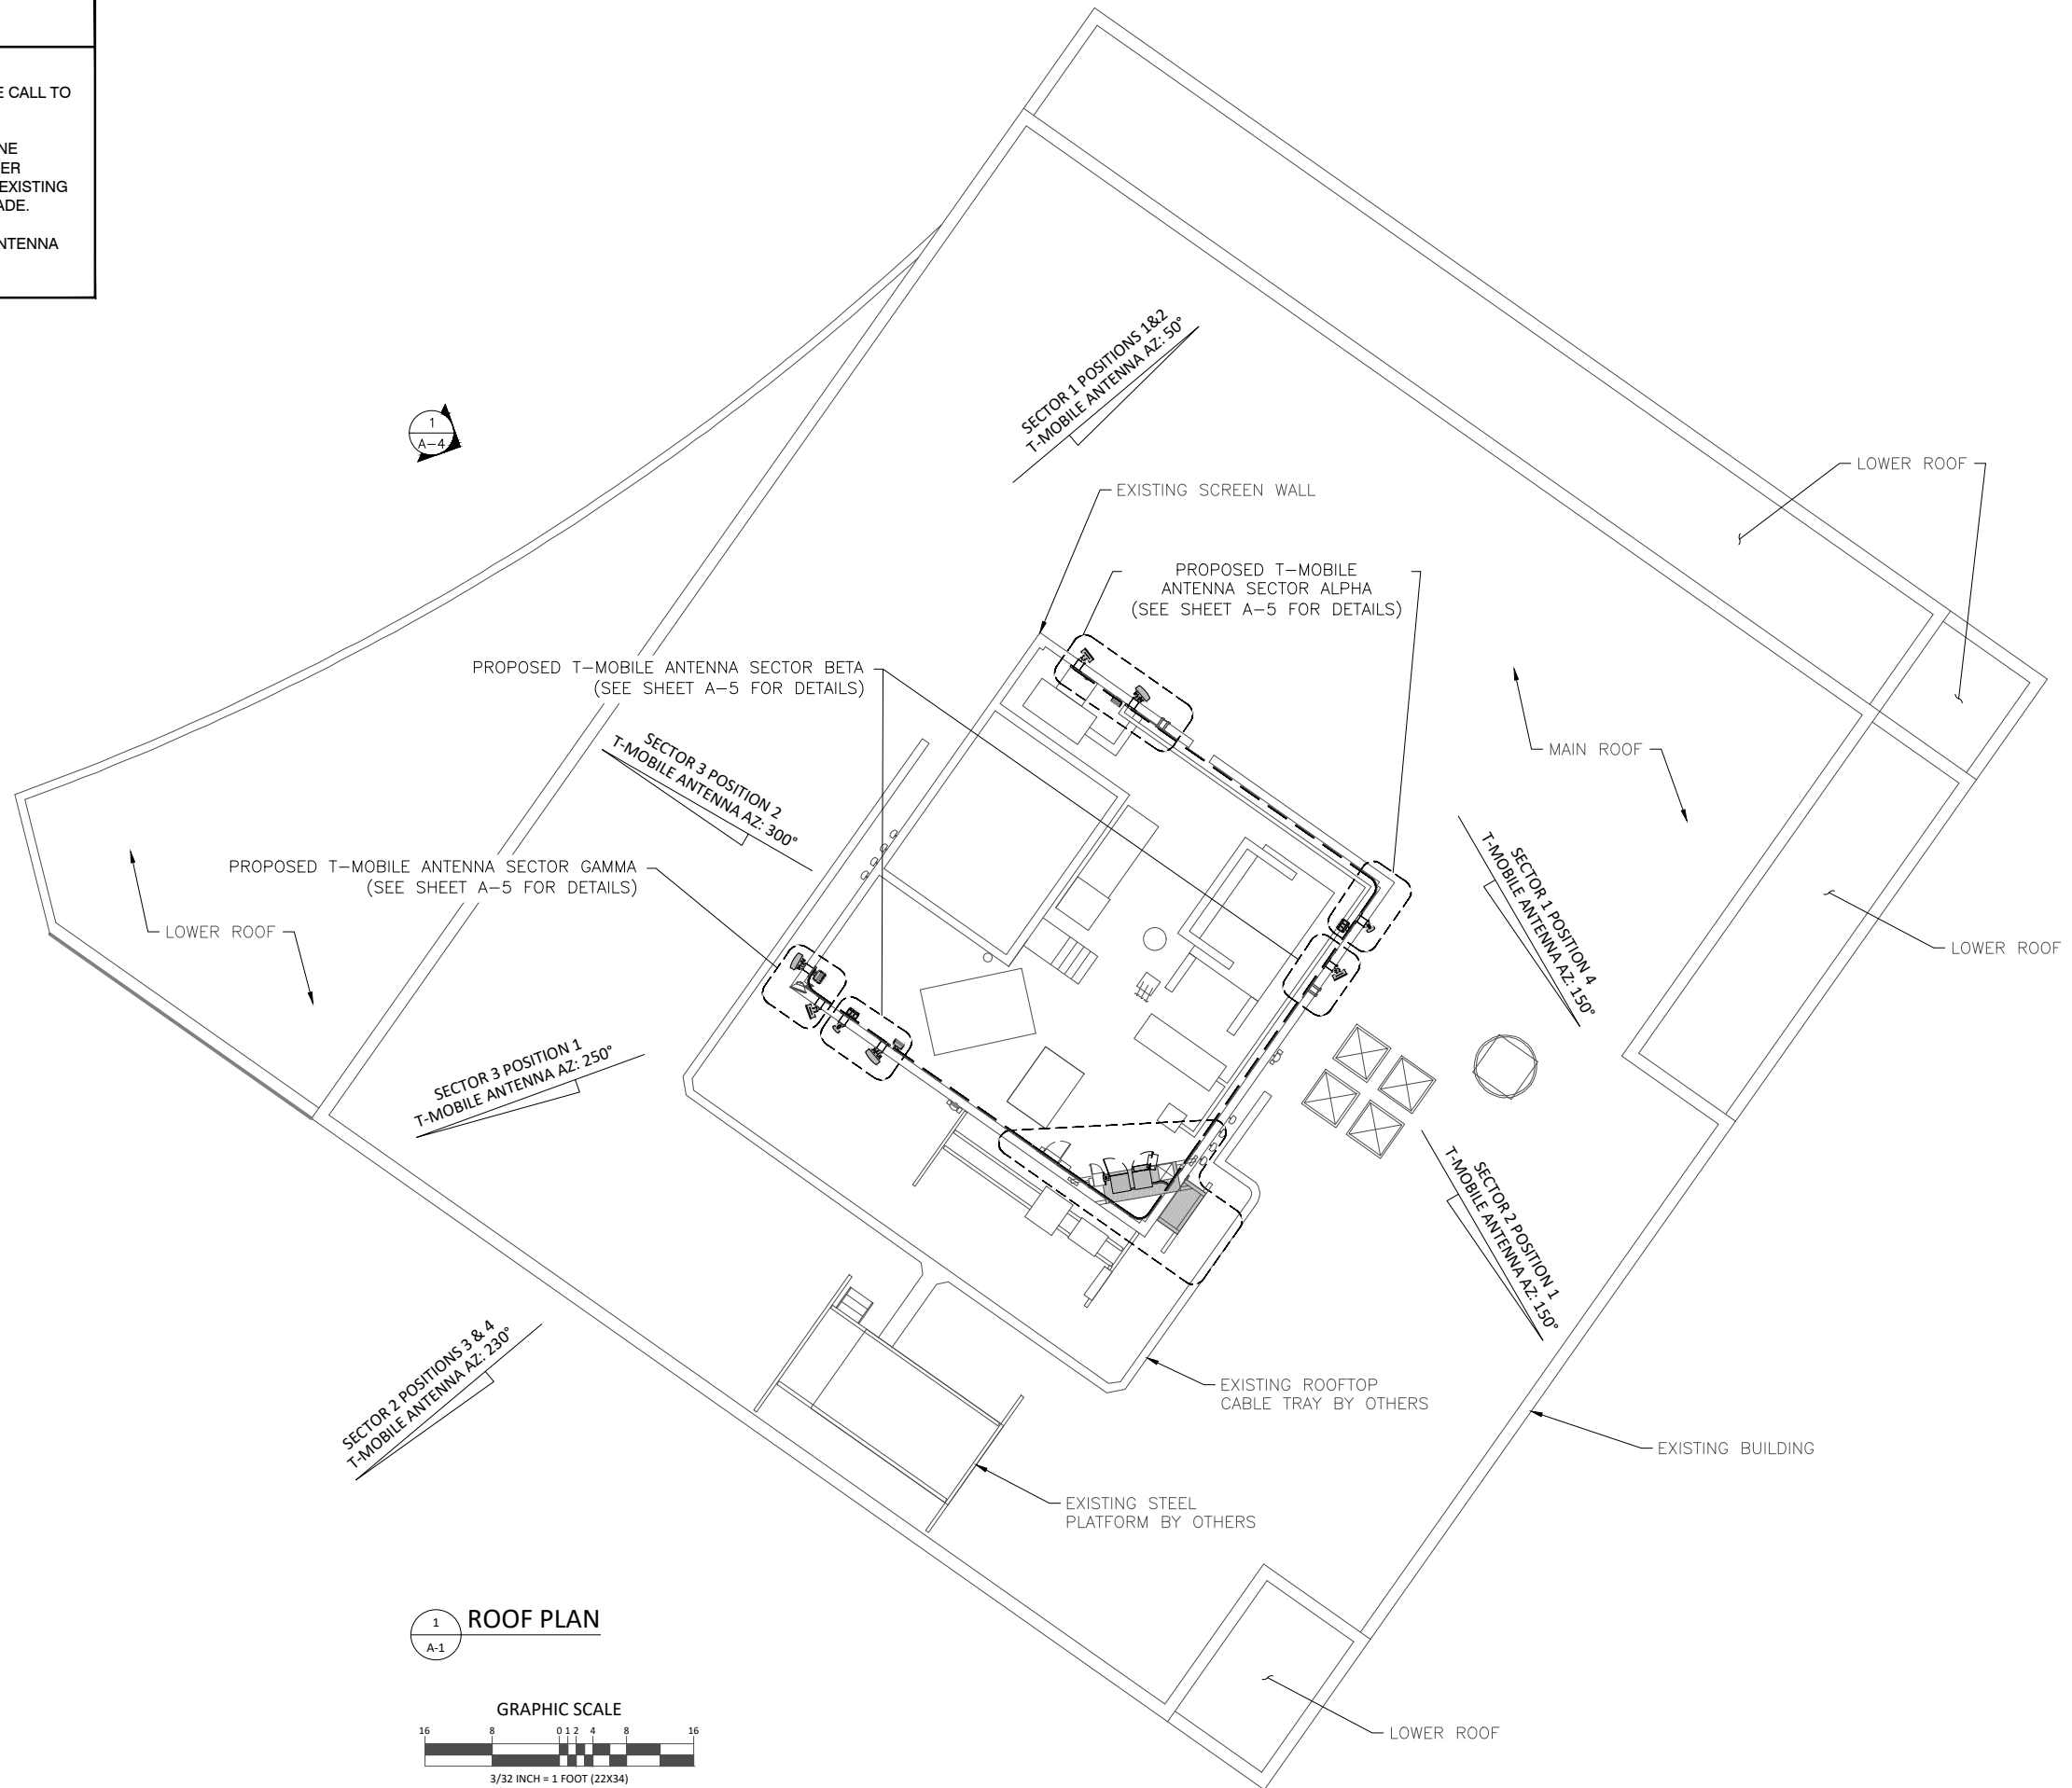 E CALL TO
NE
ER
EXISTING
ADE.
NTENNA
SECTOR 1 POSITIONS 1&2
T-MOBILE ANTENNA AZ: 50°
1
A-4
LOWER ROOF
EXISTING SCREEN WALL
PROPOSED T-MOBILE
ANTENNA SECTOR ALPHA
(SEE SHEET A-5 FOR DETAILS)
PROPOSED T-MOBILE ANTENNA SECTOR BETA
(SEE SHEET A-5 FOR DETAILS)
SECTOR 3 POSITION 2
T-MOBILE ANTENNA AZ: 300°
MAIN ROOF
PROPOSED T-MOBILE ANTENNA SECTOR GAMMA
(SEE SHEET A-5 FOR DETAILS)
SECTOR 1 POSITION 4
T-MOBILE ANTENNA AZ: 150°
LOWER ROOF
LOWER ROOF
SECTOR 3 POSITION 1
T-MOBILE ANTENNA AZ: 250°
SECTOR 2 POSITION 1
T-MOBILE ANTENNA AZ: 150°
SECTOR 2 POSITIONS 3 & 4
T-MOBILE ANTENNA AZ: 230°
EXISTING ROOFTOP
CABLE TRAY BY OTHERS
EXISTING BUILDING
EXISTING STEEL
PLATFORM BY OTHERS
1
A-1
ROOF PLAN
LOWER ROOF
GRAPHIC SCALE
16 8 0 1 2 4 8 16
3/32 INCH = 1 FOOT (22X34)